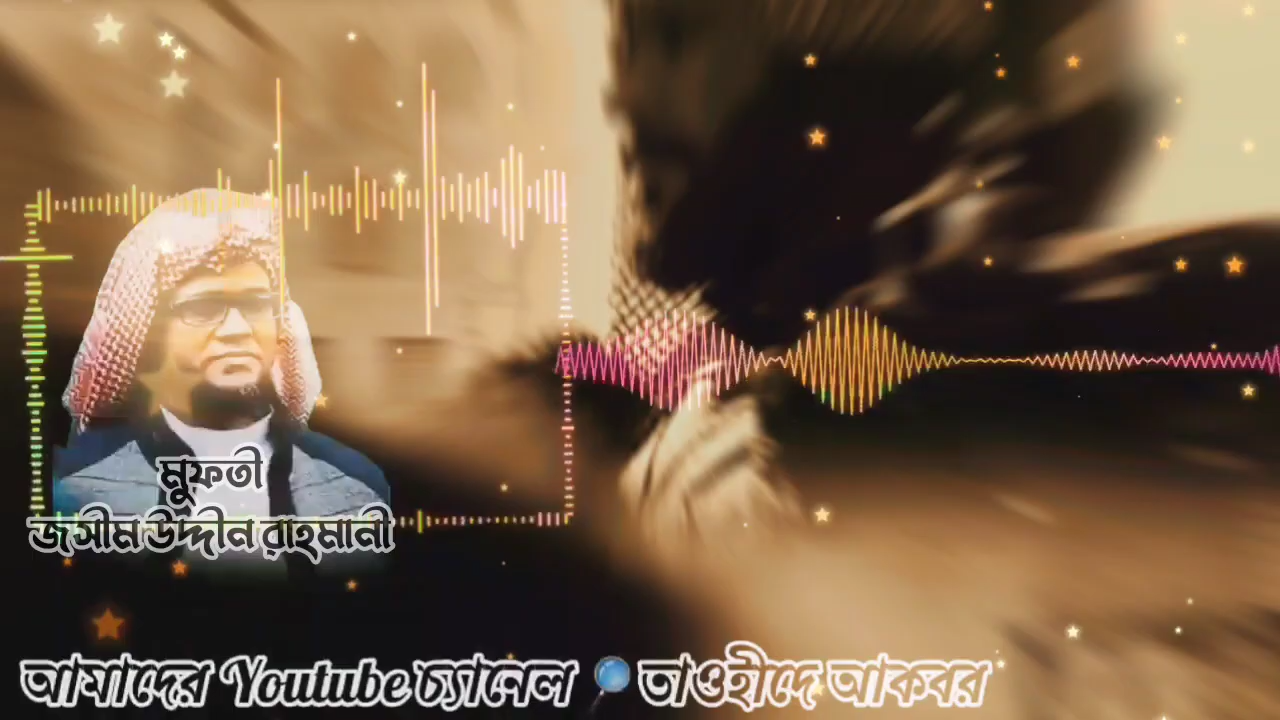 মুফতী
জসীম উদ্দীন রাহমানী
আমাদের Youtube চ্যানেল 🔍 তাওহীদে আকবর